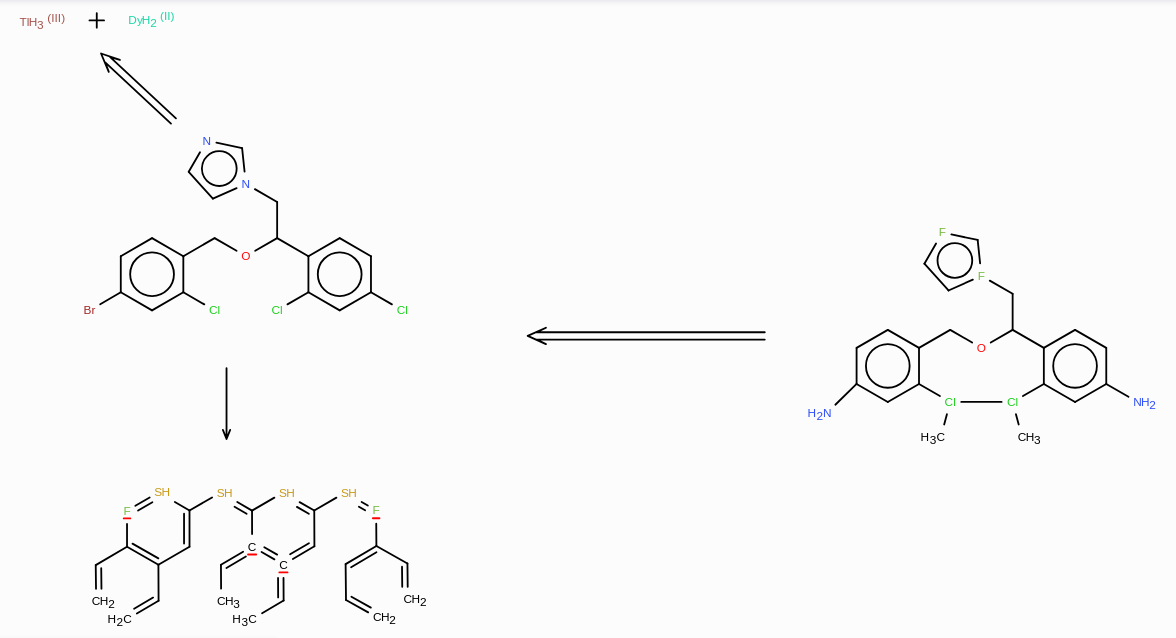 TlH3 (III) + DyH2 (II)
N
N
O
Br Cl Cl Cl
F
F
O
H2N Cl Cl NH2
H3C CH3
SH SH SH SH
F F
C
C
CH2 CH3 CH2
H2C H3C CH2